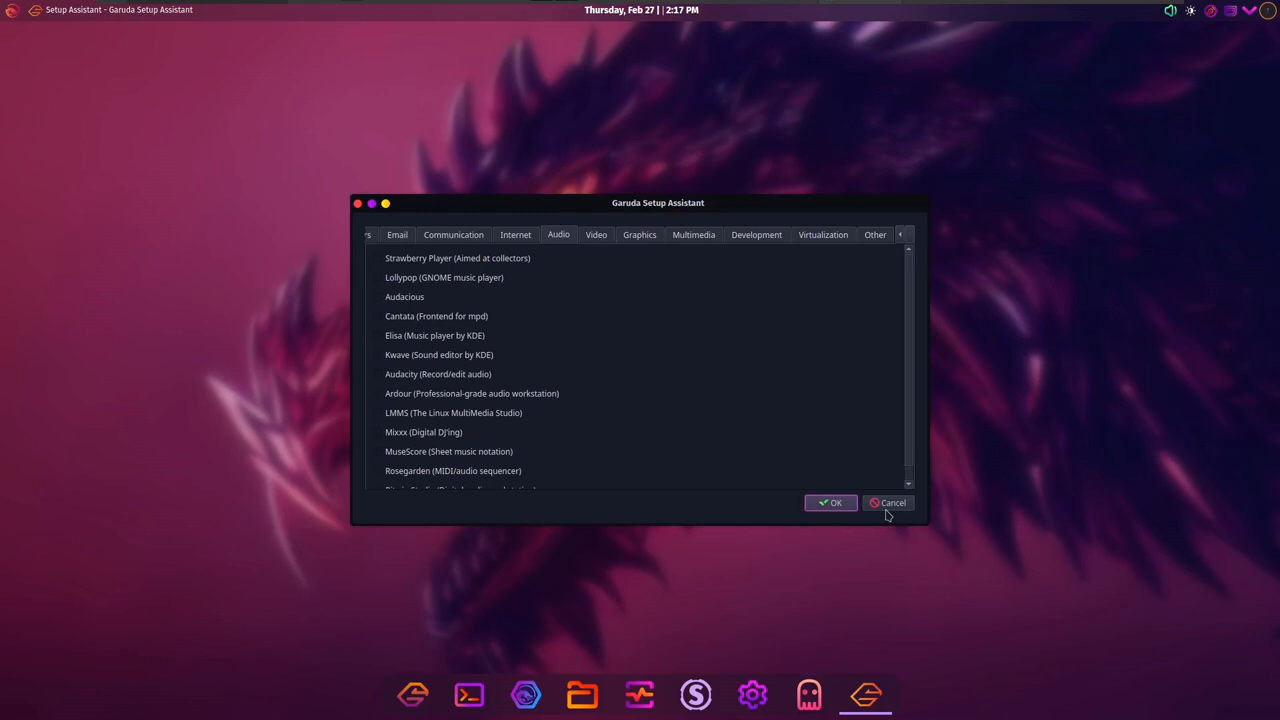 Setup Assistant - Garuda Setup Assistant
Thursday, Feb 27 | | 2:17 PM
Garuda Setup Assistant
Email Communication Internet Audio Video Graphics Multimedia Development Virtualization Other
Strawberry Player (Aimed at collectors)
Lollypop (GNOME music player)
Audacious
Cantata (Frontend for mpd)
Elisa (Music player by KDE)
Kwave (Sound editor by KDE)
Audacity (Record/edit audio)
Ardour (Professional-grade audio workstation)
LMMS (The Linux MultiMedia Studio)
Mixxx (Digital DJ'ing)
MuseScore (Sheet music notation)
Rosegarden (MIDI/audio sequencer)
OK Cancel